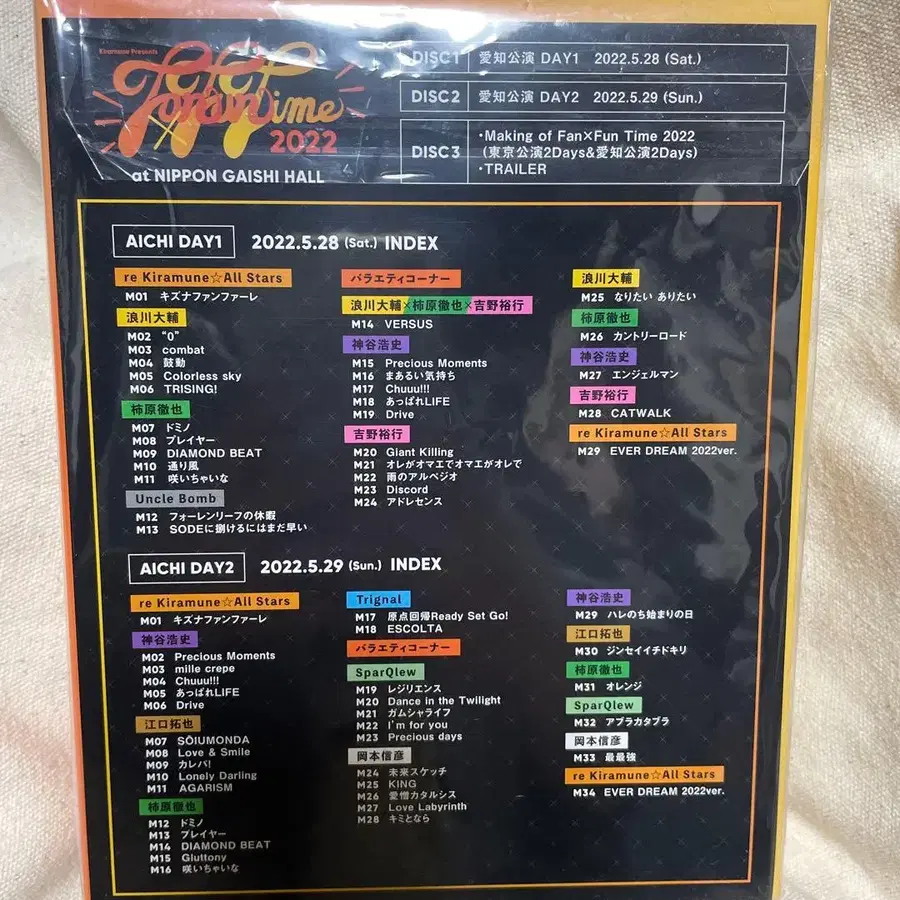 Kiramune Presents
Fan×Fun Time
2022
at NIPPON GAISHI HALL
DISC1 愛知公演 DAY1 2022.5.28 (Sat.)
DISC2 愛知公演 DAY2 2022.5.29 (Sun.)
DISC3
・Making of Fan×Fun Time 2022
(東京公演2Days&愛知公演2Days)
・TRAILER
AICHI DAY1 2022.5.28 (Sat.) INDEX
re Kiramune☆All Stars
M01 キズナファンファーレ
浪川大輔
M02 "0"
M03 combat
M04 鼓動
M05 Colorless sky
M06 TRISING!
柿原徹也
M07 ドミノ
M08 プレイヤー
M09 DIAMOND BEAT
M10 通り風
M11 咲いちゃいな
Uncle Bomb
M12 フォーレンリーフの休暇
M13 SODEに捌けるにはまだ早い
バラエティコーナー
浪川大輔×柿原徹也×吉野裕行
M14 VERSUS
神谷浩史
M15 Precious Moments
M16 まあるい気持ち
M17 Chuuu!!!
M18 あっぱれLIFE
M19 Drive
吉野裕行
M20 Giant Killing
M21 オレがオマエでオマエがオレで
M22 雨のアルペジオ
M23 Discord
M24 アドレセンス
浪川大輔
M25 なりたい ありたい
柿原徹也
M26 カントリーロード
神谷浩史
M27 エンジェルマン
吉野裕行
M28 CATWALK
re Kiramune☆All Stars
M29 EVER DREAM 2022ver.
AICHI DAY2 2022.5.29 (Sun.) INDEX
re Kiramune☆All Stars
M01 キズナファンファーレ
神谷浩史
M02 Precious Moments
M03 mille crepe
M04 Chuuu!!!
M05 あっぱれLIFE
M06 Drive
江口拓也
M07 SŌIUMONDA
M08 Love & Smile
M09 カレバ!
M10 Lonely Darling
M11 AGARISM
柿原徹也
M12 ドミノ
M13 プレイヤー
M14 DIAMOND BEAT
M15 Gluttony
M16 咲いちゃいな
Trignal
M17 原点回帰Ready Set Go!
M18 ESCOLTA
バラエティコーナー
SparQlew
M19 レジリエンス
M20 Dance in the Twilight
M21 ガムシャライフ
M22 I'm for you
M23 Precious days
岡本信彦
M24 未来スケッチ
M25 KING
M26 愛憎カタルシス
M27 Love Labyrinth
M28 キミとなら
神谷浩史
M29 ハレのち始まりの日
江口拓也
M30 ジンセイイチドキリ
柿原徹也
M31 オレンジ
SparQlew
M32 アブラカタブラ
岡本信彦
M33 最最強
re Kiramune☆All Stars
M34 EVER DREAM 2022ver.